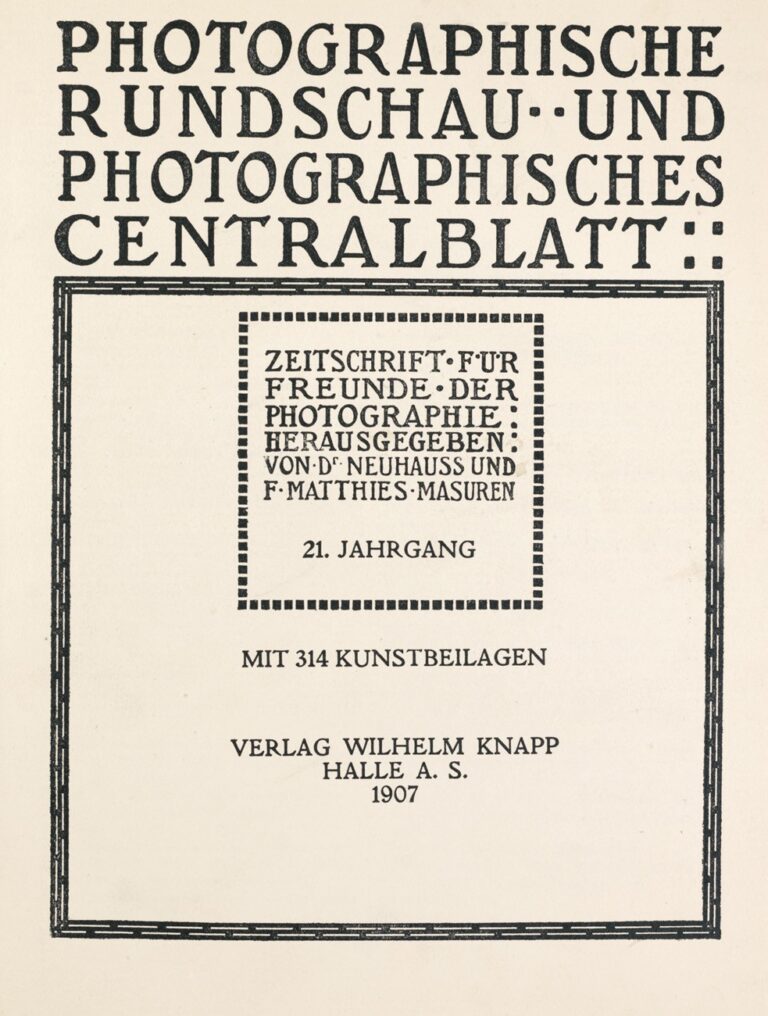 PHOTOGRAPHISCHE
RUNDSCHAU··UND
PHOTOGRAPHISCHES
CENTRALBLATT::
ZEITSCHRIFT·FÜR
FREUNDE·DER
PHOTOGRAPHIE:
HERAUSGEGEBEN:
VON·Dr·NEUHAUSS UND
F·MATTHIES·MASUREN
21. JAHRGANG
MIT 314 KUNSTBEILAGEN
VERLAG WILHELM KNAPP
HALLE A. S.
1907